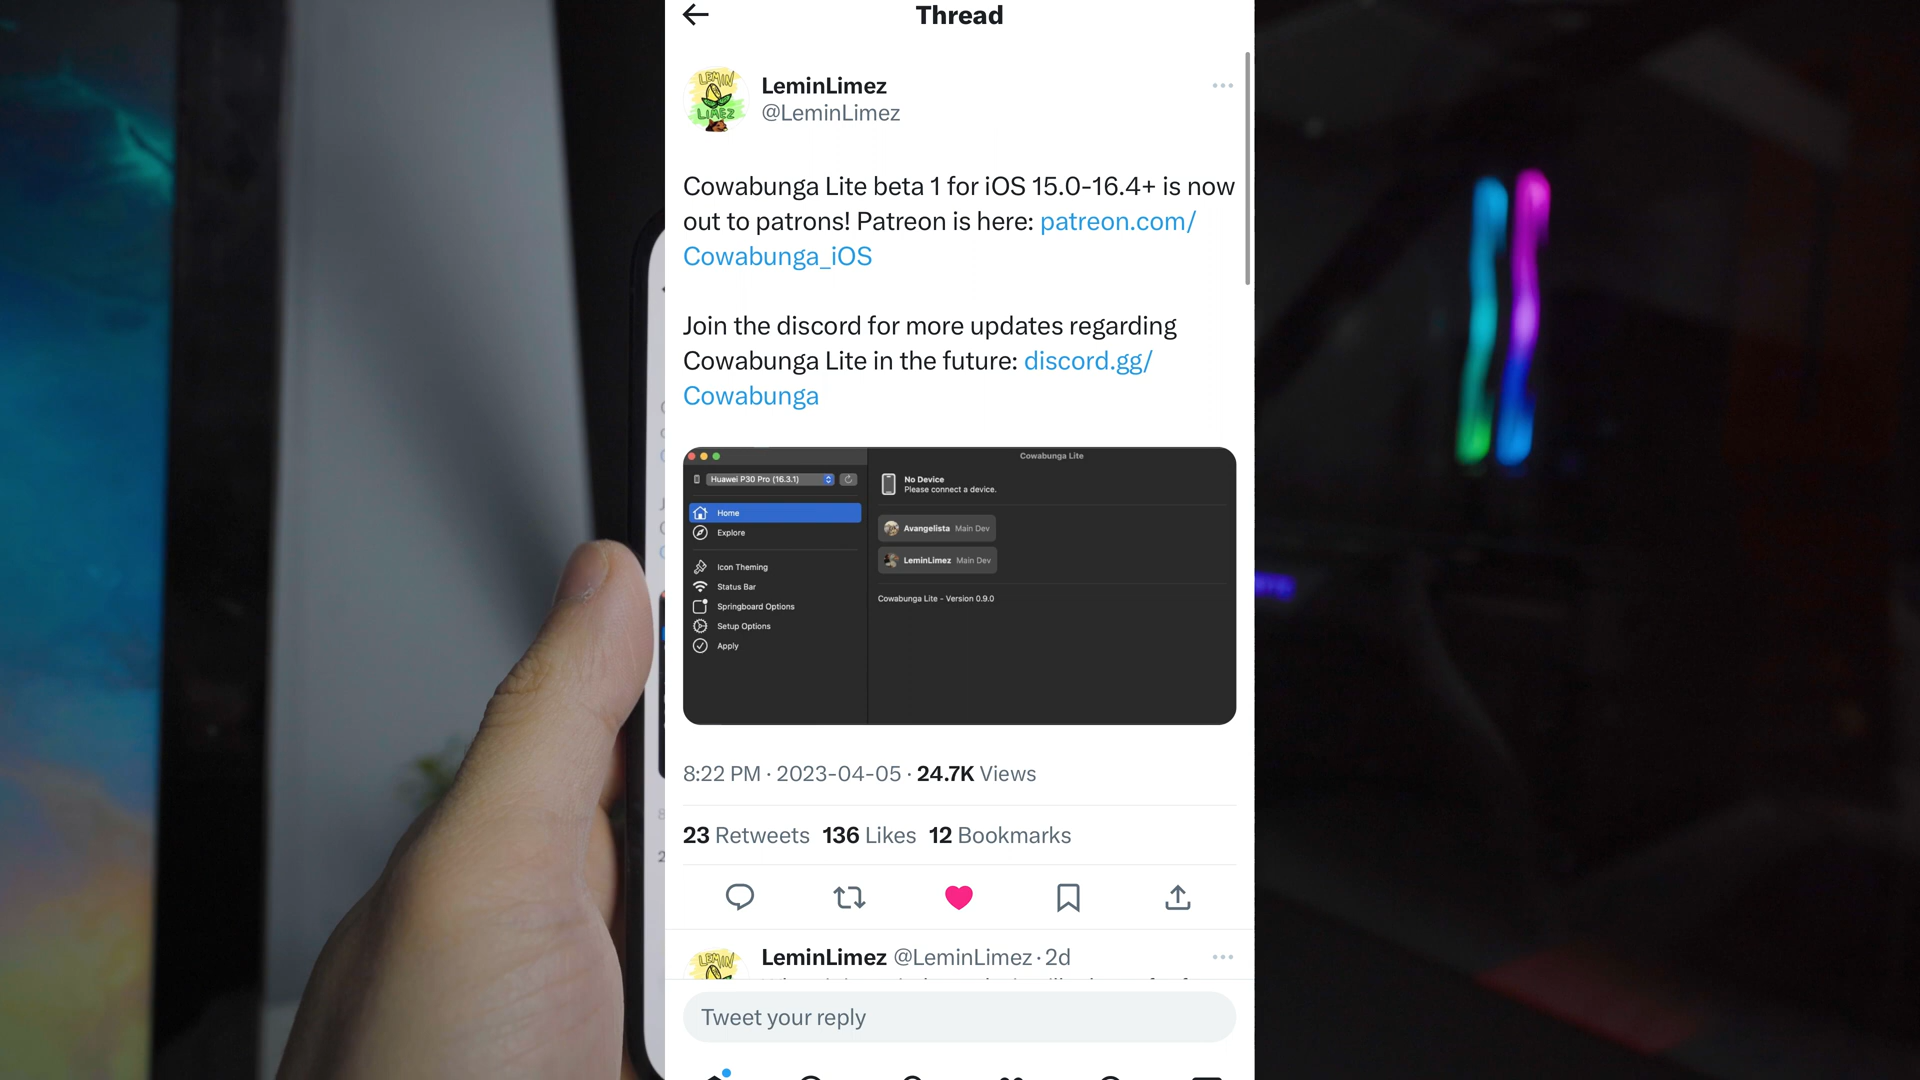 Thread
LEMIN
LIMEZ
LeminLimez
@LeminLimez
Cowabunga Lite beta 1 for iOS 15.0-16.4+ is now
out to patrons! Patreon is here: patreon.com/
Cowabunga_iOS
Join the discord for more updates regarding
Cowabunga Lite in the future: discord.gg/
Cowabunga
Cowabunga Lite
Huawei P30 Pro (16.3.1)
No Device
Please connect a device.
Home
Explore
Avangelista Main Dev
LeminLimez Main Dev
Icon Theming
Status Bar
Springboard Options
Setup Options
Apply
Cowabunga Lite - Version 0.9.0
8:22 PM · 2023-04-05 · 24.7K Views
23 Retweets 136 Likes 12 Bookmarks
LEMIN
LeminLimez @LeminLimez · 2d
Tweet your reply